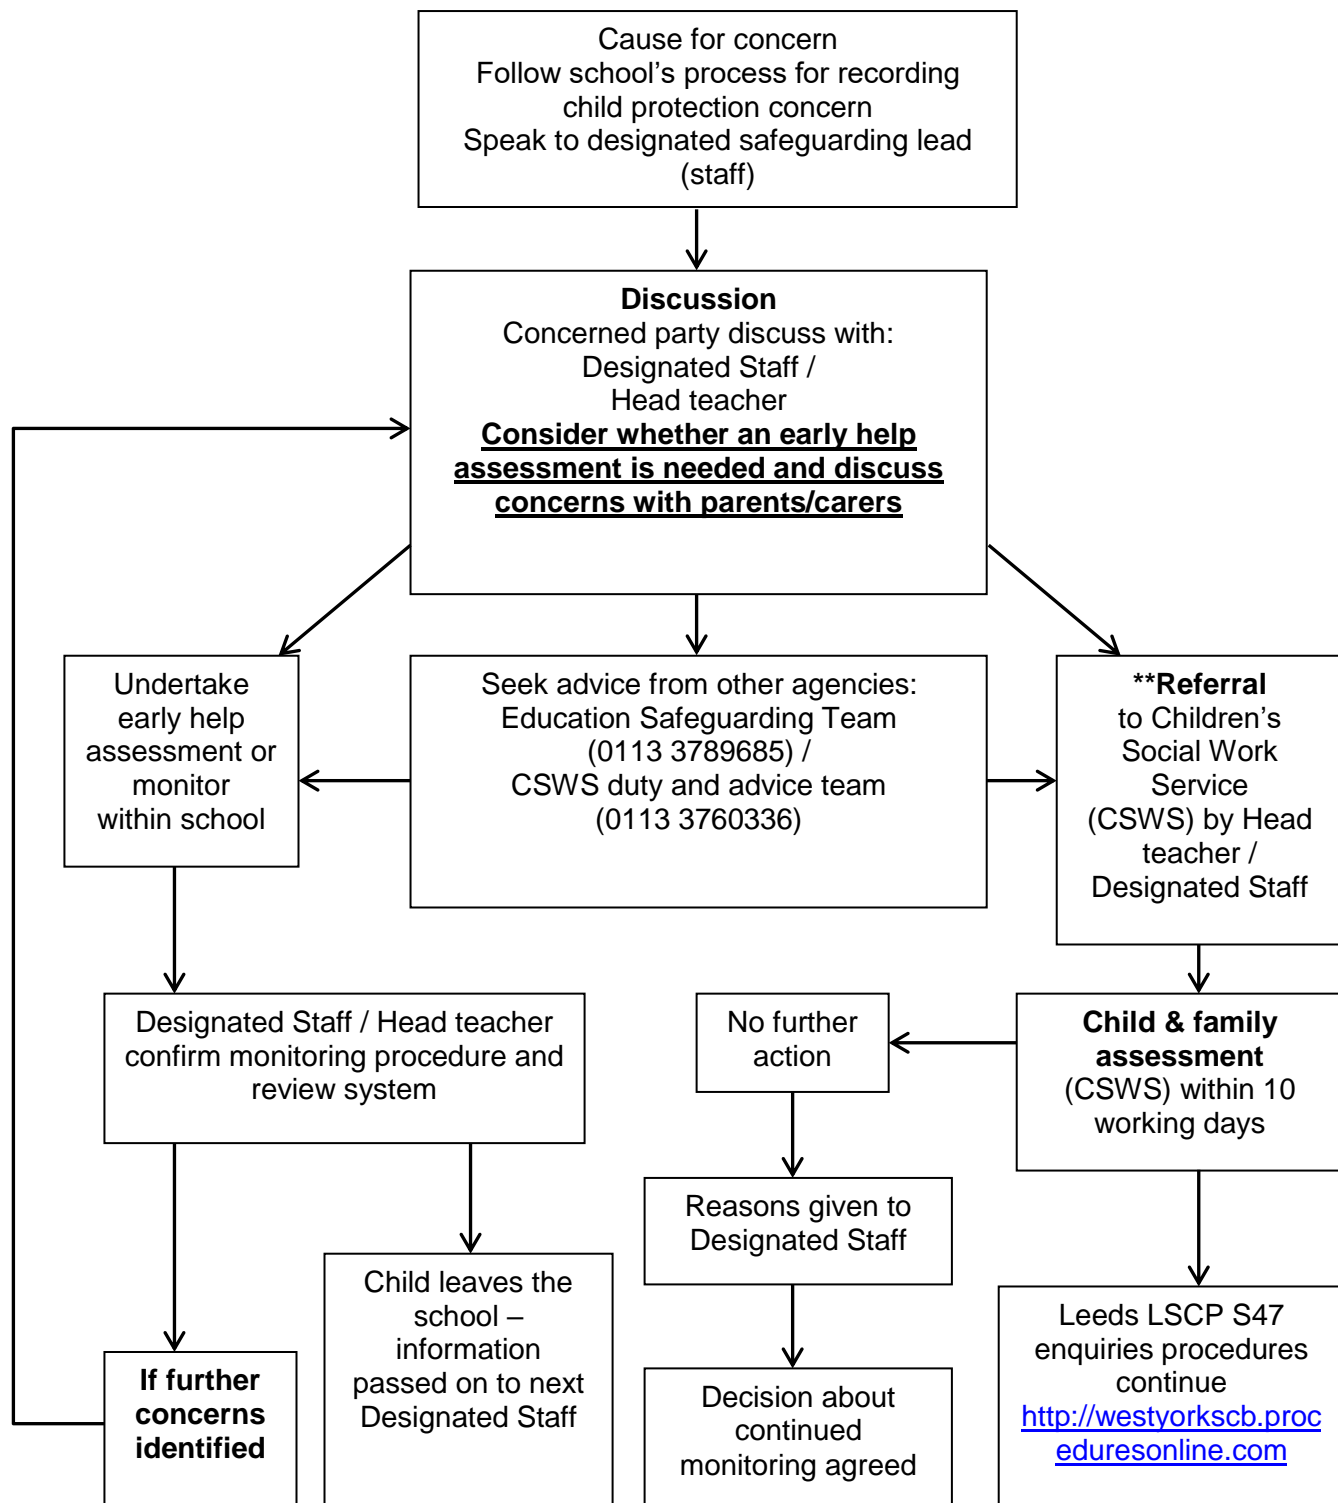 Cause for concern
Follow school’s process for recording
child protection concern
Speak to designated safeguarding lead
(staff)
Discussion
Concerned party discuss with:
Designated Staff /
Head teacher
Consider whether an early help
assessment is needed and discuss
concerns with parents/carers
Undertake
early help
assessment or
monitor
within school
Seek advice from other agencies:
Education Safeguarding Team
(0113 3789685) /
CSWS duty and advice team
(0113 3760336)
**Referral
to Children’s
Social Work
Service
(CSWS) by Head
teacher /
Designated Staff
Designated Staff / Head teacher
confirm monitoring procedure and
review system
No further
action
Child & family
assessment
(CSWS) within 10
working days
Reasons given to
Designated Staff
If further
concerns
identified
Child leaves the
school –
information
passed on to next
Designated Staff
Decision about
continued
monitoring agreed
Leeds LSCP S47
enquiries procedures
continue
http://westyorkscb.proc
eduresonline.com